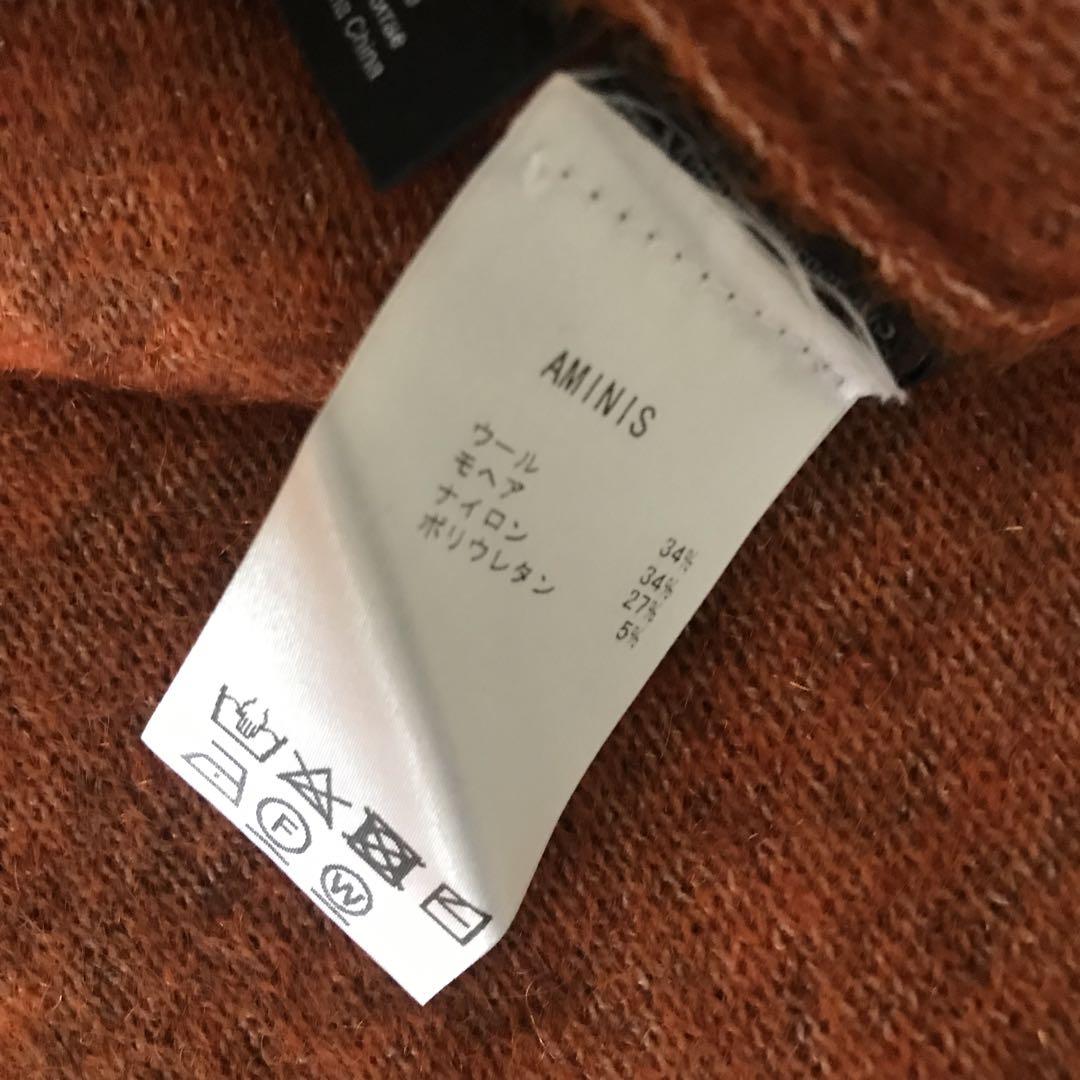 China
AMINIS
ウール 34%
モヘア 34%
ナイロン 27%
ポリウレタン 5%
F
W